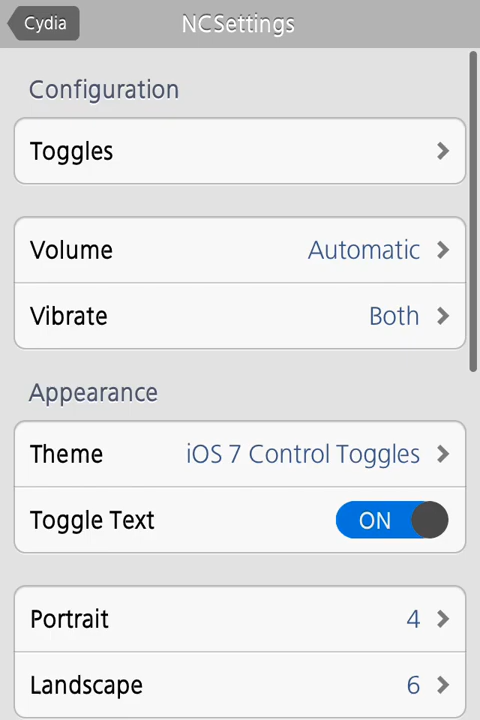 Cydia
NCSettings
Configuration
Toggles
Volume Automatic
Vibrate Both
Appearance
Theme iOS 7 Control Toggles
Toggle Text ON
Portrait 4
Landscape 6